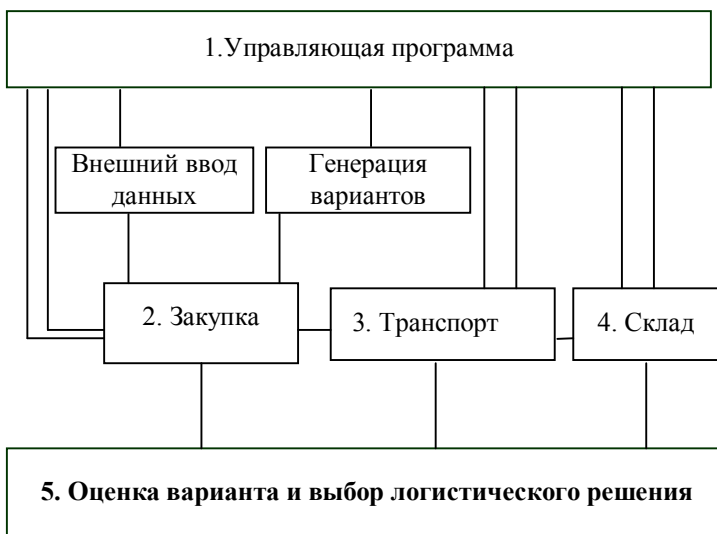 1.Управляющая программа
Внешний ввод
данных
Генерация
вариантов
2. Закупка
3. Транспорт
4. Склад
5. Оценка варианта и выбор логистического решения